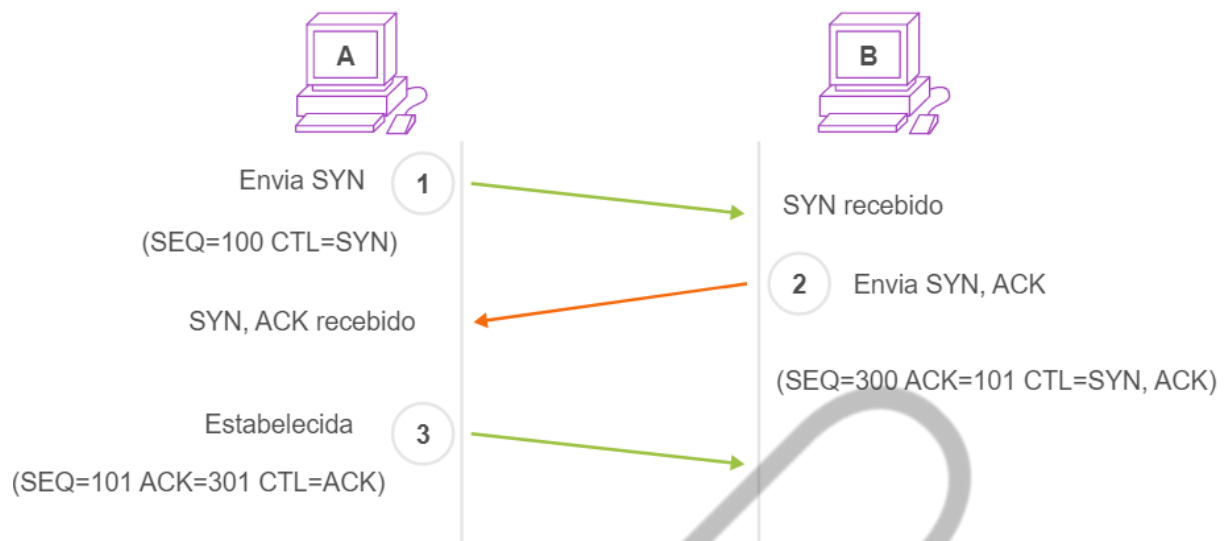 A
B
Envia SYN
1
SYN recebido
(SEQ=100 CTL=SYN)
2
Envia SYN, ACK
SYN, ACK recebido
(SEQ=300 ACK=101 CTL=SYN, ACK)
Estabelecida
3
(SEQ=101 ACK=301 CTL=ACK)